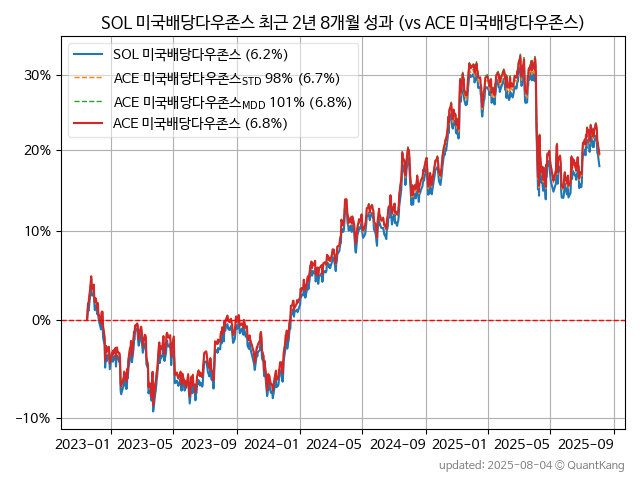 SOL 미국배당다우존스 최근 2년 8개월 성과 (vs ACE 미국배당다우존스)
SOL 미국배당다우존스 (6.2%)
ACE 미국배당다우존스STD 98% (6.7%)
ACE 미국배당다우존스MDD 101% (6.8%)
ACE 미국배당다우존스 (6.8%)
30%
20%
10%
0%
−10%
2023−01 2023−05 2023−09 2024−01 2024−05 2024−09 2025−01 2025−05 2025−09
updated: 2025-08-04 © QuantKang